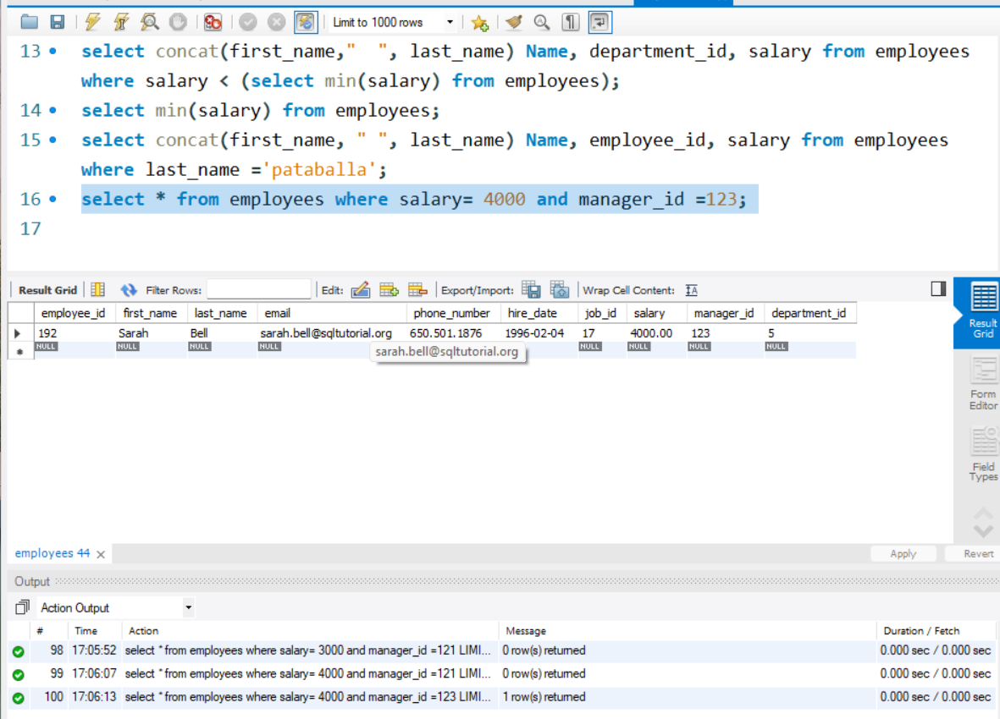 Limit to 1000 rows
13 select concat(first_name,"  ", last_name) Name, department_id, salary from employees
where salary < (select min(salary) from employees);
14 select min(salary) from employees;
15 select concat(first_name, " ", last_name) Name, employee_id, salary from employees
where last_name ='pataballa';
16 select * from employees where salary= 4000 and manager_id =123;
17
Result Grid Filter Rows: Edit: Export/Import: Wrap Cell Content: IA
employee_id first_name last_name email phone_number hire_date job_id salary manager_id department_id
192 Sarah Bell sarah.bell@sqltutorial.org 650.501.1876 1996-02-04 17 4000.00 123 5
NULL NULL NULL NULL NULL NULL NULL NULL
sarah.bell@sqltutorial.org
Result
Grid
Form
Editor
Field
Types
employees 44 Apply Revert
Output
Action Output
# Time Action Message Duration / Fetch
98 17:05:52 select * from employees where salary= 3000 and manager_id =121 LIMI... 0 row(s) returned 0.000 sec / 0.000 sec
99 17:06:07 select * from employees where salary= 4000 and manager_id =121 LIMI... 0 row(s) returned 0.000 sec / 0.000 sec
100 17:06:13 select * from employees where salary= 4000 and manager_id =123 LIMI... 1 row(s) returned 0.000 sec / 0.000 sec